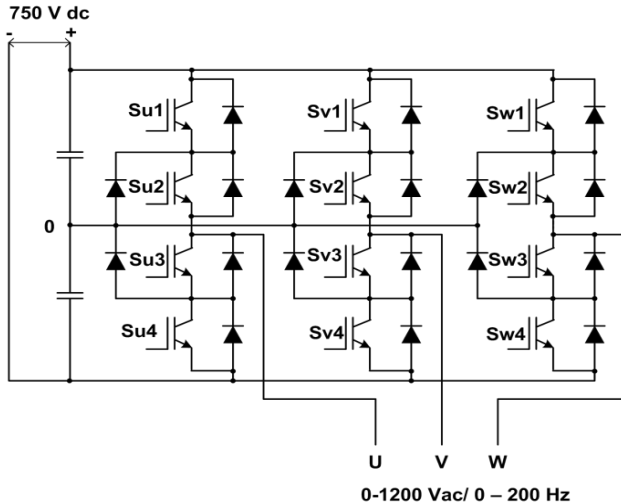 750 V dc
- +
Su1 Sv1 Sw1
Su2 Sv2 Sw2
0
Su3 Sv3 Sw3
Su4 Sv4 Sw4
U V W
0-1200 Vac/ 0 – 200 Hz